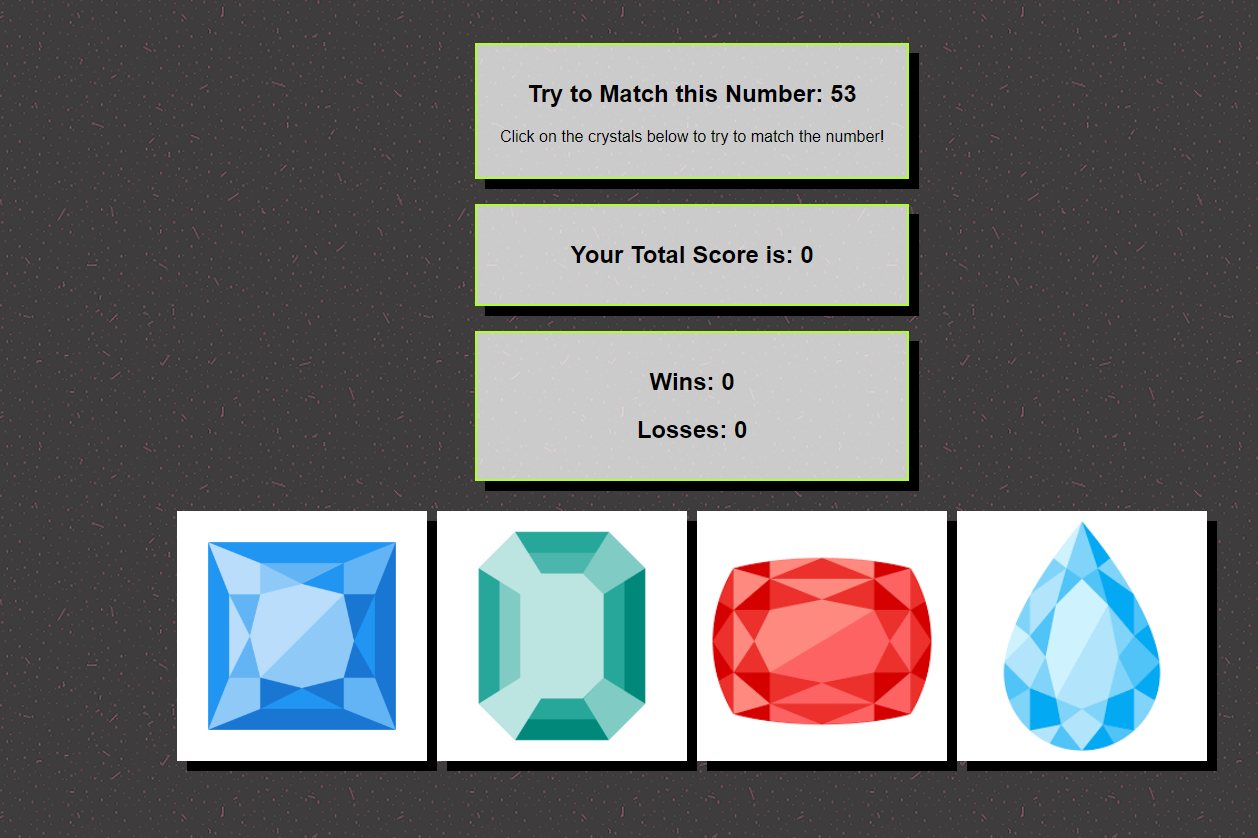 Try to Match this Number: 53
Click on the crystals below to try to match the number!
Your Total Score is: 0
Wins: 0
Losses: 0